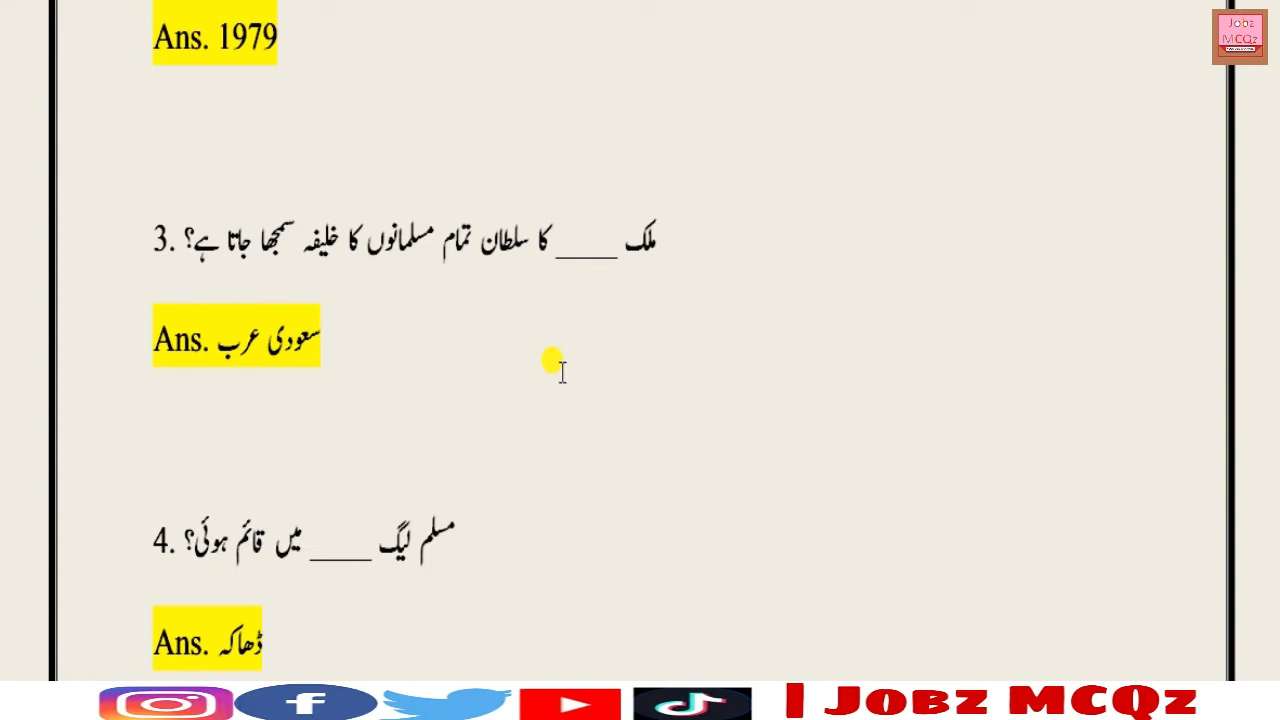 Ans. 1979
Jobz
MCQz
3. ملک ____ کا سلطان تمام مسلمانوں کا خلیفہ سمجھا جاتا ہے؟
Ans. سعودی عرب
4. مسلم لیگ ____ میں قائم ہوئی؟
Ans. ڈھاکہ
| Jobz MCQz